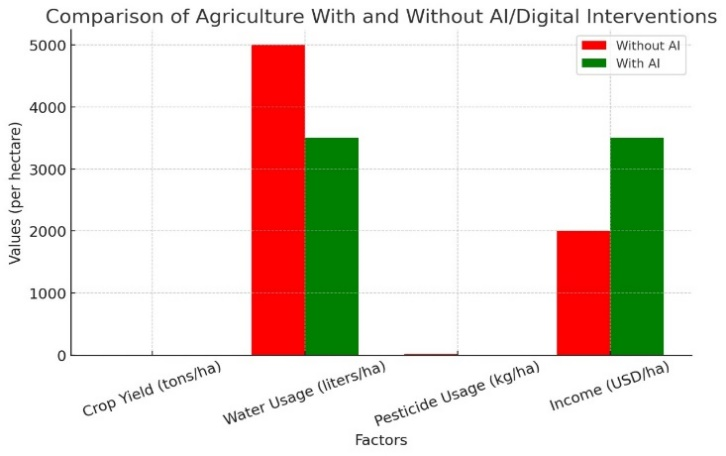 Comparison of Agriculture With and Without AI/Digital Interventions
Without AI
With AI
Values (per hectare)
5000
4000
3000
2000
1000
0
Crop Yield (tons/ha)
Water Usage (liters/ha)
Pesticide Usage (kg/ha)
Income (USD/ha)
Factors